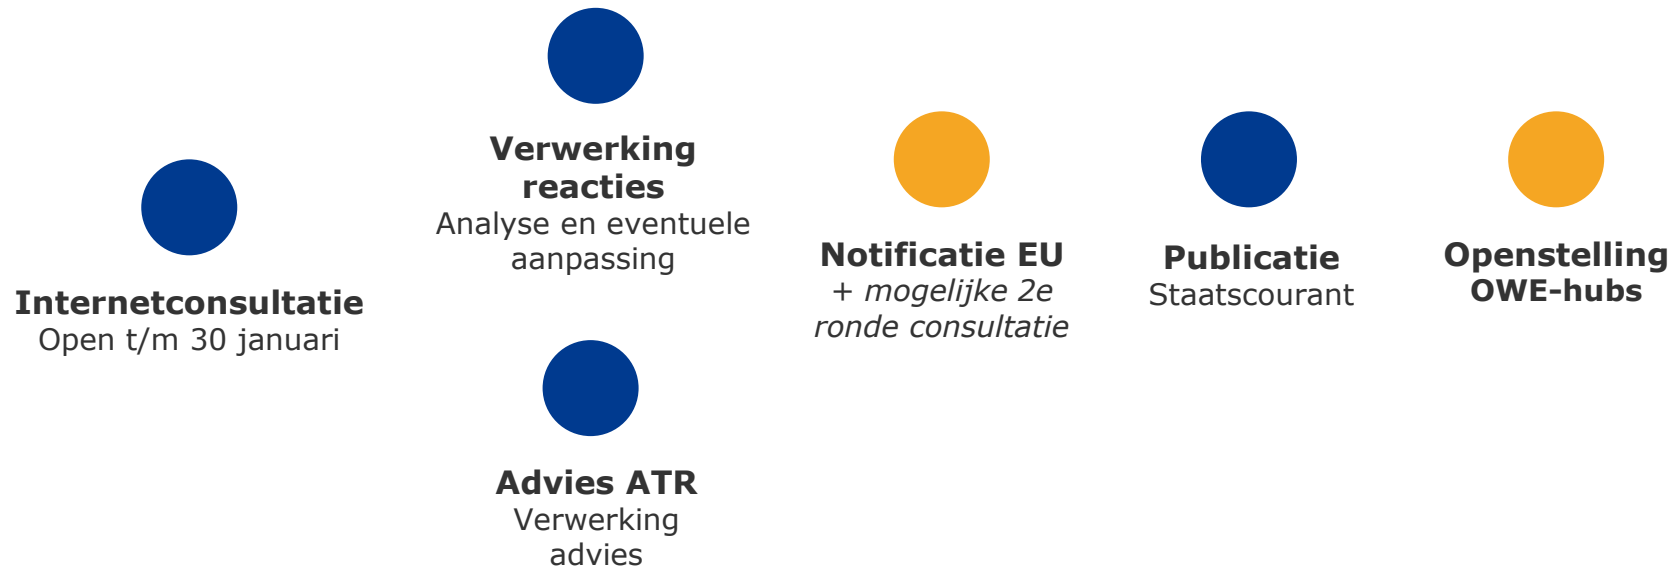 Internetconsultatie
Open t/m 30 januari
Verwerking
reacties
Analyse en eventuele
aanpassing
Advies ATR
Verwerking
advies
Notificatie EU
+ mogelijke 2e
ronde consultatie
Publicatie
Staatscourant
Openstelling
OWE-hubs